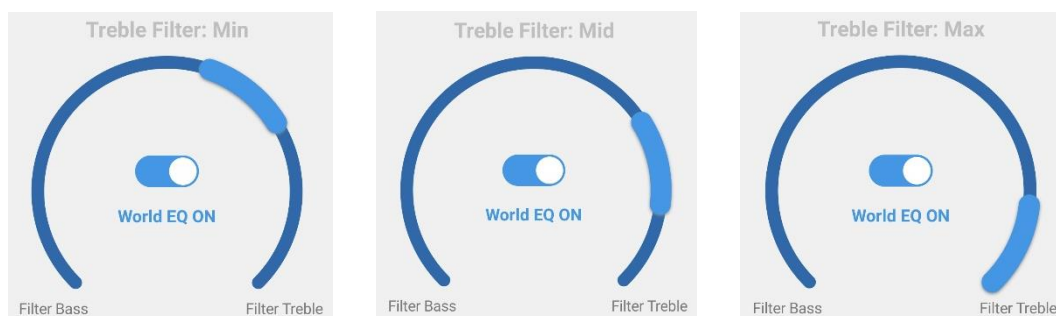 Treble Filter: Min
World EQ ON
Filter Bass
Filter Treble
Treble Filter: Mid
World EQ ON
Filter Bass
Filter Treble
Treble Filter: Max
World EQ ON
Filter Bass
Filter Treble